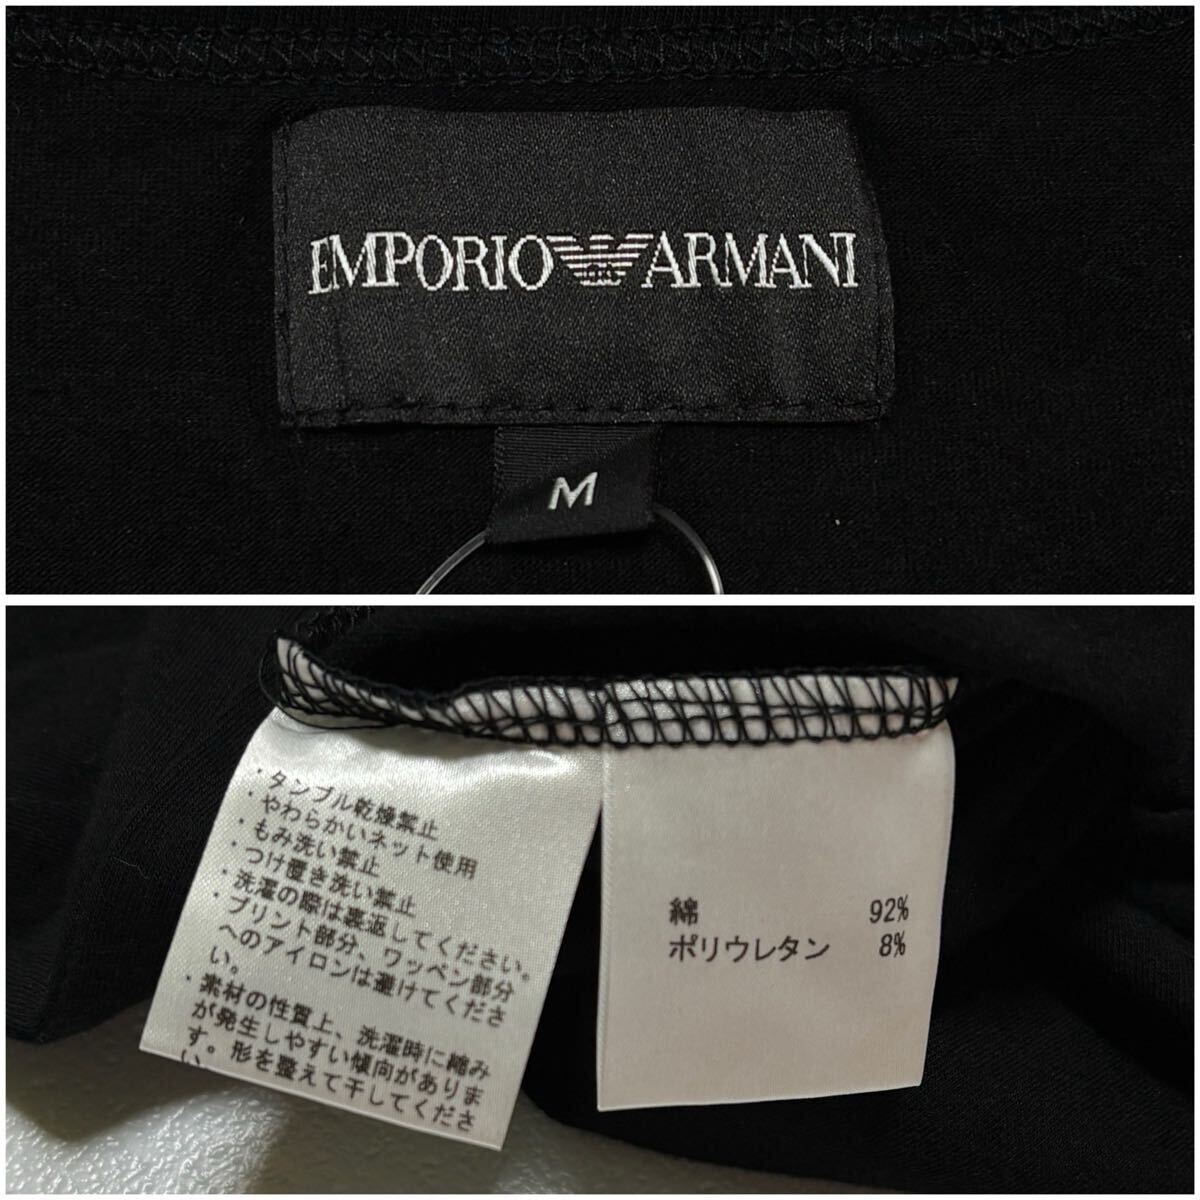 EMPORIO ARMANI
M
・タンブル乾燥禁止
・やわらかいネット使用
・もみ洗い禁止
・つけ置き洗い禁止
・洗濯の際は裏返してください。
・プリント部分、ワッペン部分
へのアイロンは避けてくださ
い。
・素材の性質上、洗濯時に縮み
が発生しやすい傾向がありま
す。形を整えて干してくださ
い。
綿 92%
ポリウレタン 8%